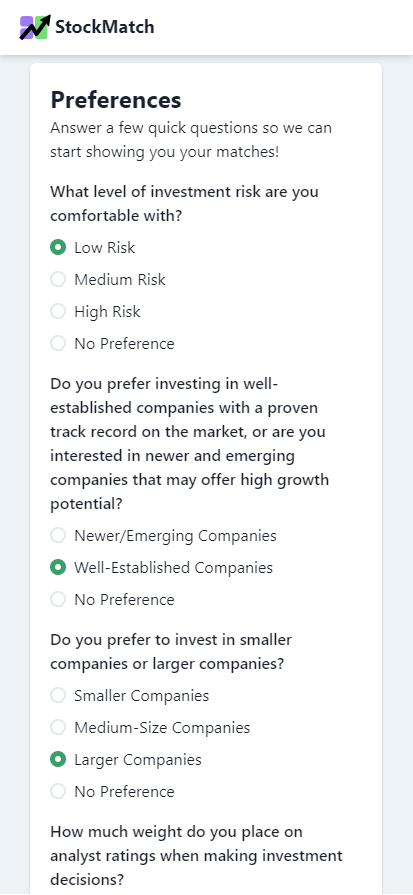 StockMatch
Preferences
Answer a few quick questions so we can
start showing you your matches!
What level of investment risk are you
comfortable with?
Low Risk
Medium Risk
High Risk
No Preference
Do you prefer investing in well-
established companies with a proven
track record on the market, or are you
interested in newer and emerging
companies that may offer high growth
potential?
Newer/Emerging Companies
Well-Established Companies
No Preference
Do you prefer to invest in smaller
companies or larger companies?
Smaller Companies
Medium-Size Companies
Larger Companies
No Preference
How much weight do you place on
analyst ratings when making investment
decisions?